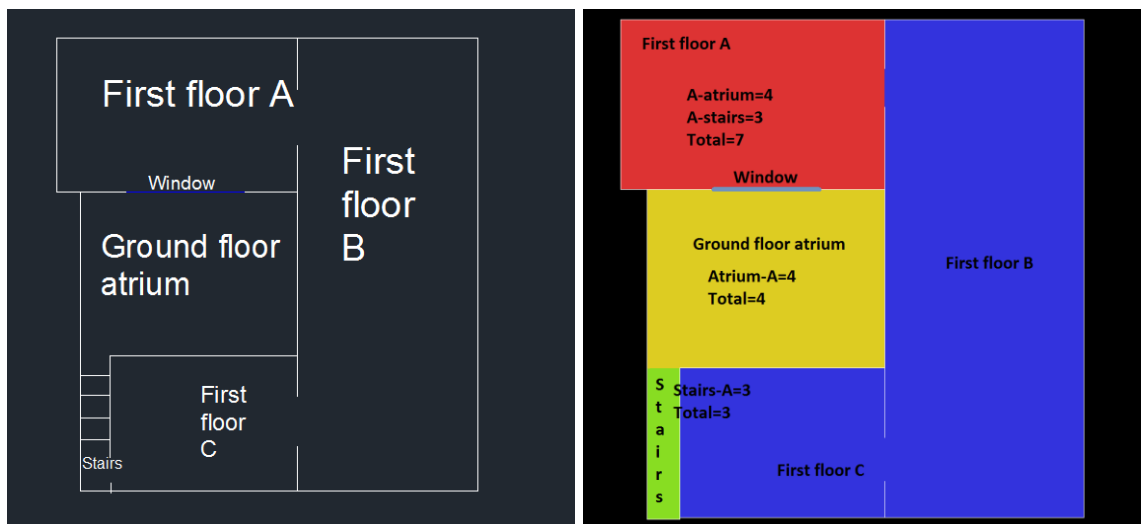 First floor A
Window
Ground floor
atrium
First
floor
B
First
floor
C
Stairs
First floor A
A-atrium=4
A-stairs=3
Total=7
Window
Ground floor atrium
Atrium-A=4
Total=4
First floor B
Stairs
Stairs-A=3
Total=3
First floor C